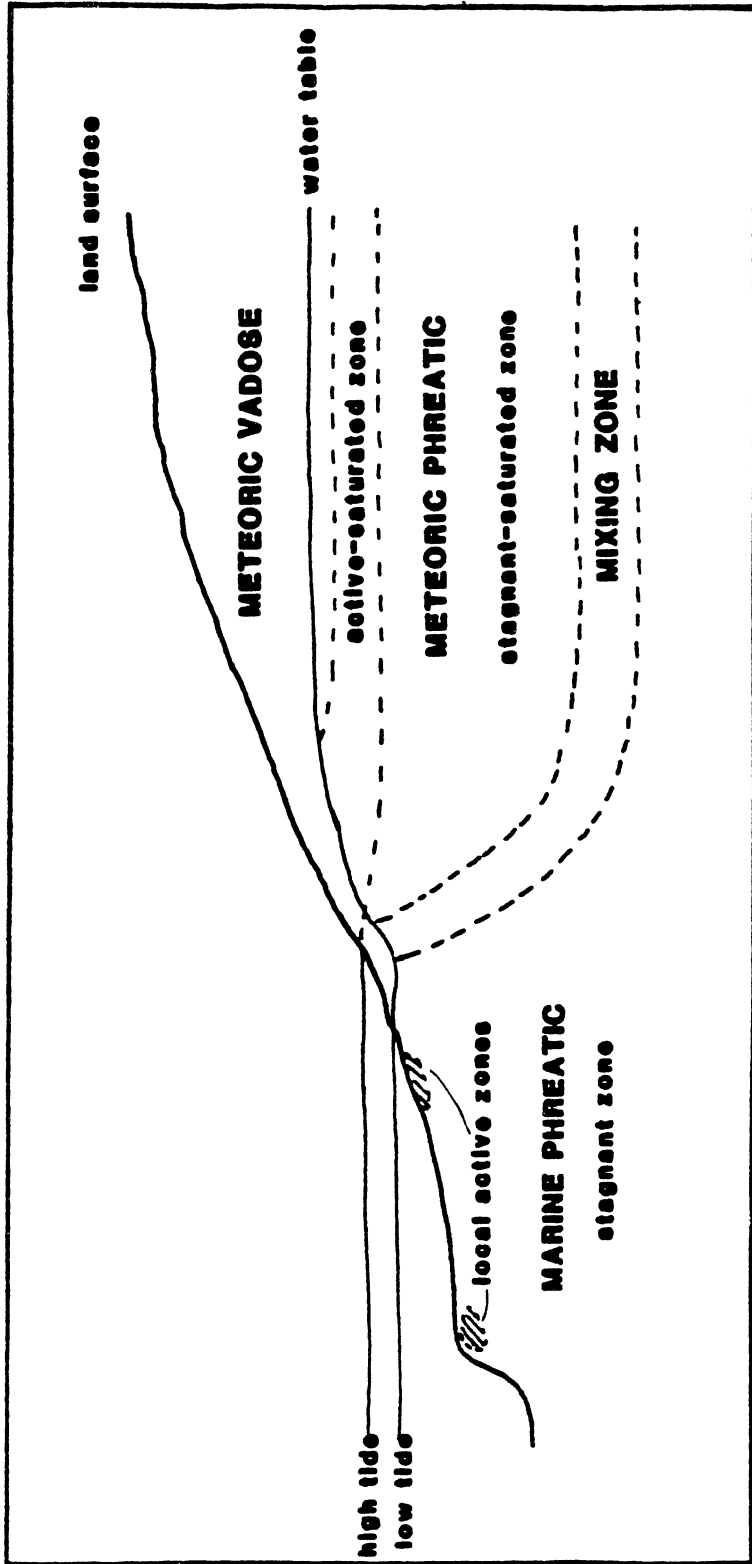 land surface
water table
METEORIC VADOSE
active-saturated zone
METEORIC PHREATIC
stagnant-saturated zone
MIXING ZONE
high tide
low tide
local active zones
MARINE PHREATIC
stagnant zone